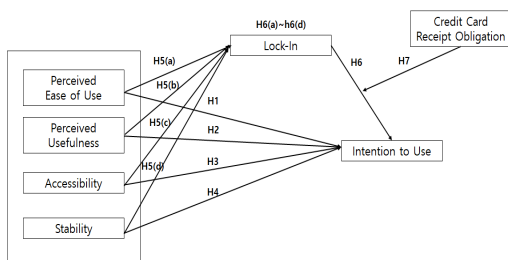 H6(a)~h6(d)
Credit Card
Receipt Obligation
Lock-In
H5(a)
H6
H7
Perceived
Ease of Use
H5(b)
H1
Perceived
Usefulness
H5(c)
H2
Intention to Use
Accessibility
H5(d)
H3
H4
Stability